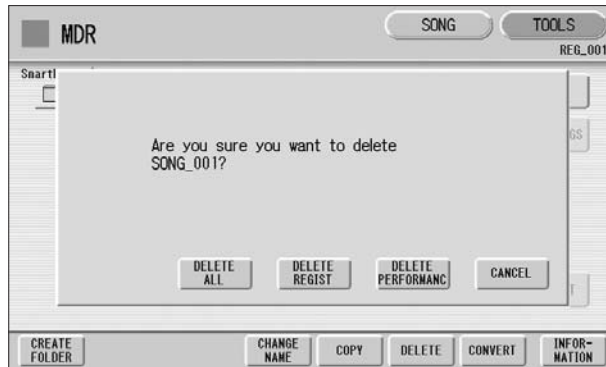 MDR
SONG
TOOLS
REG_001
Smartl
GS
Are you sure you want to delete
SONG_001?
DELETE
ALL
DELETE
REGIST
DELETE
PERFORMANC
CANCEL
T
CREATE
FOLDER
CHANGE
NAME
COPY
DELETE
CONVERT
INFOR-
MATION